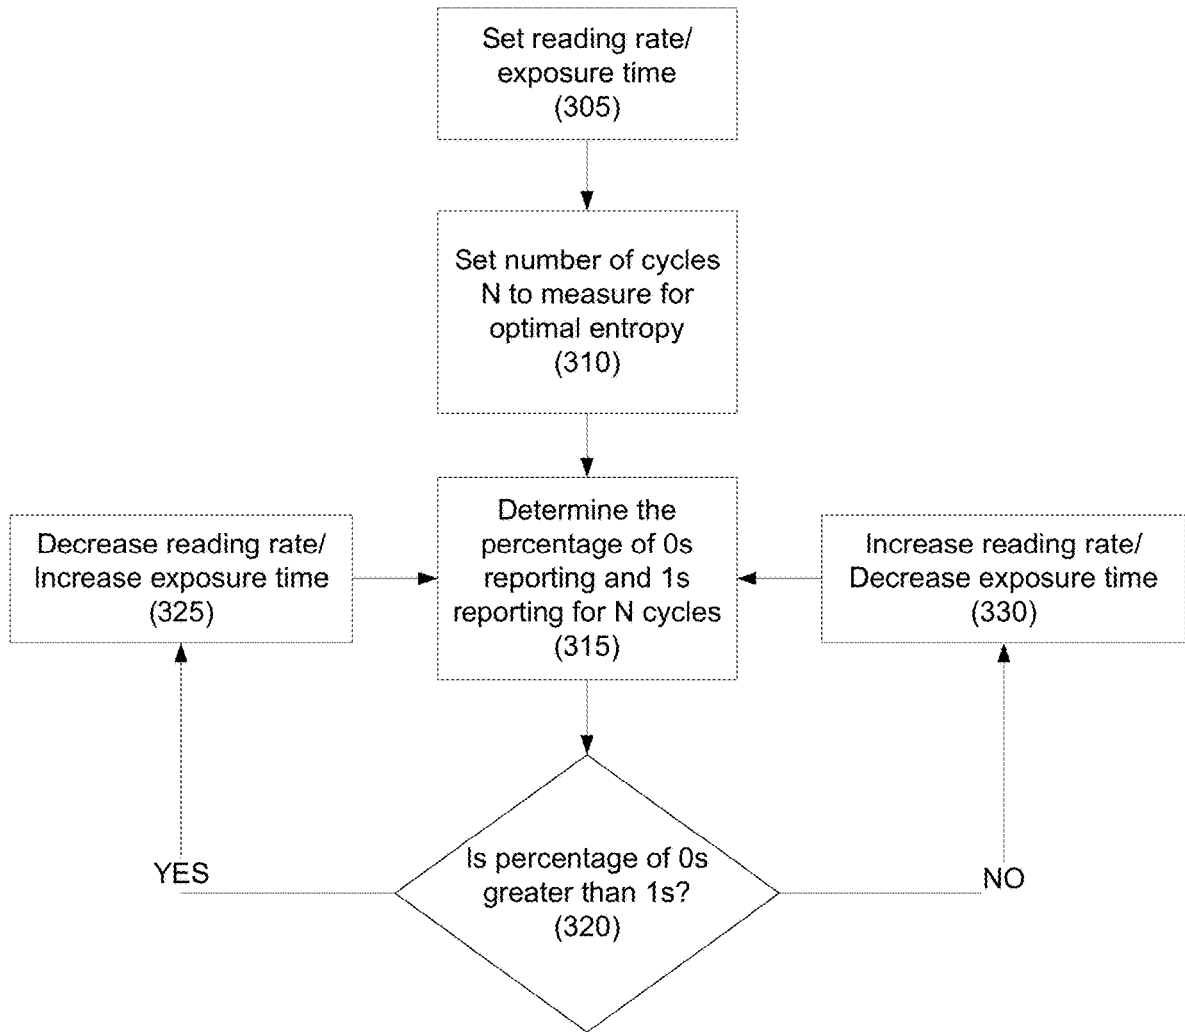 Set reading rate/
exposure time
(305)
Set number of cycles
N to measure for
optimal entropy
(310)
Determine the
percentage of 0s
reporting and 1s
reporting for N cycles
(315)
Decrease reading rate/
Increase exposure time
(325)
Increase reading rate/
Decrease exposure time
(330)
Is percentage of 0s
greater than 1s?
(320)
YES
NO